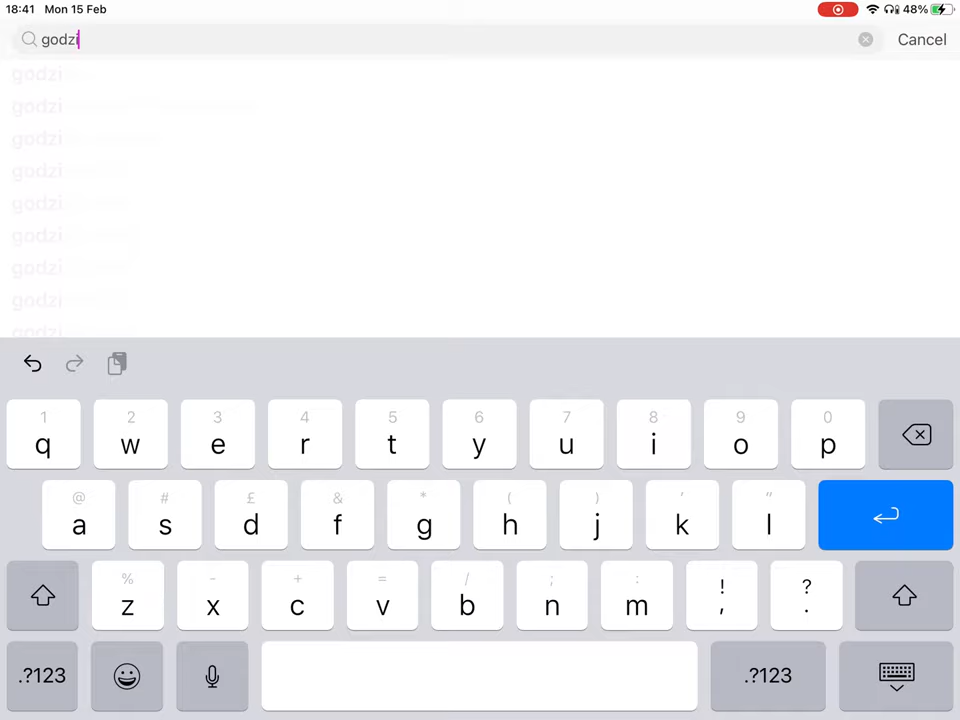 18:41 Mon 15 Feb 48%
godzi Cancel
godzi
godzi
godzi
godzi
godzi
godzi
godzi
godzi
godzi
1 2 3 4 5 6 7 8 9 0
q w e r t y u i o p
@ # £ & * ( ) ' "
a s d f g h j k l
% - + = / ; : ! ?
z x c v b n m , .
.?123 .?123